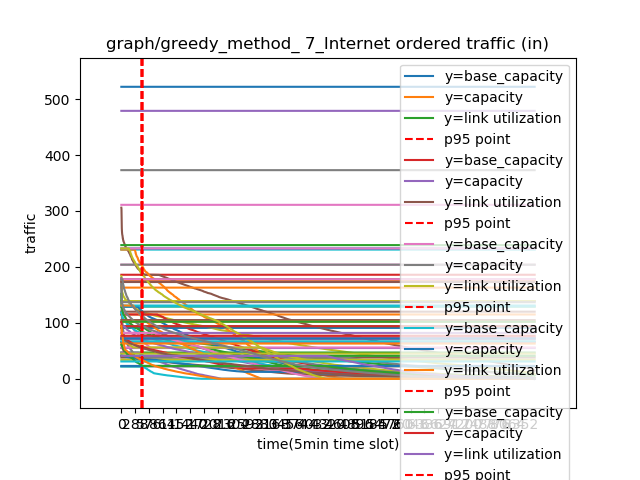 graph/greedy_method_ 7_Internet ordered traffic (in)
traffic
500
400
300
200
100
0
y=base_capacity
y=capacity
y=link utilization
p95 point
y=base_capacity
y=capacity
y=link utilization
p95 point
y=base_capacity
y=capacity
y=link utilization
p95 point
y=base_capacity
y=capacity
y=link utilization
p95 point
y=base_capacity
y=capacity
y=link utilization
p95 point
0
time(5min time slot)